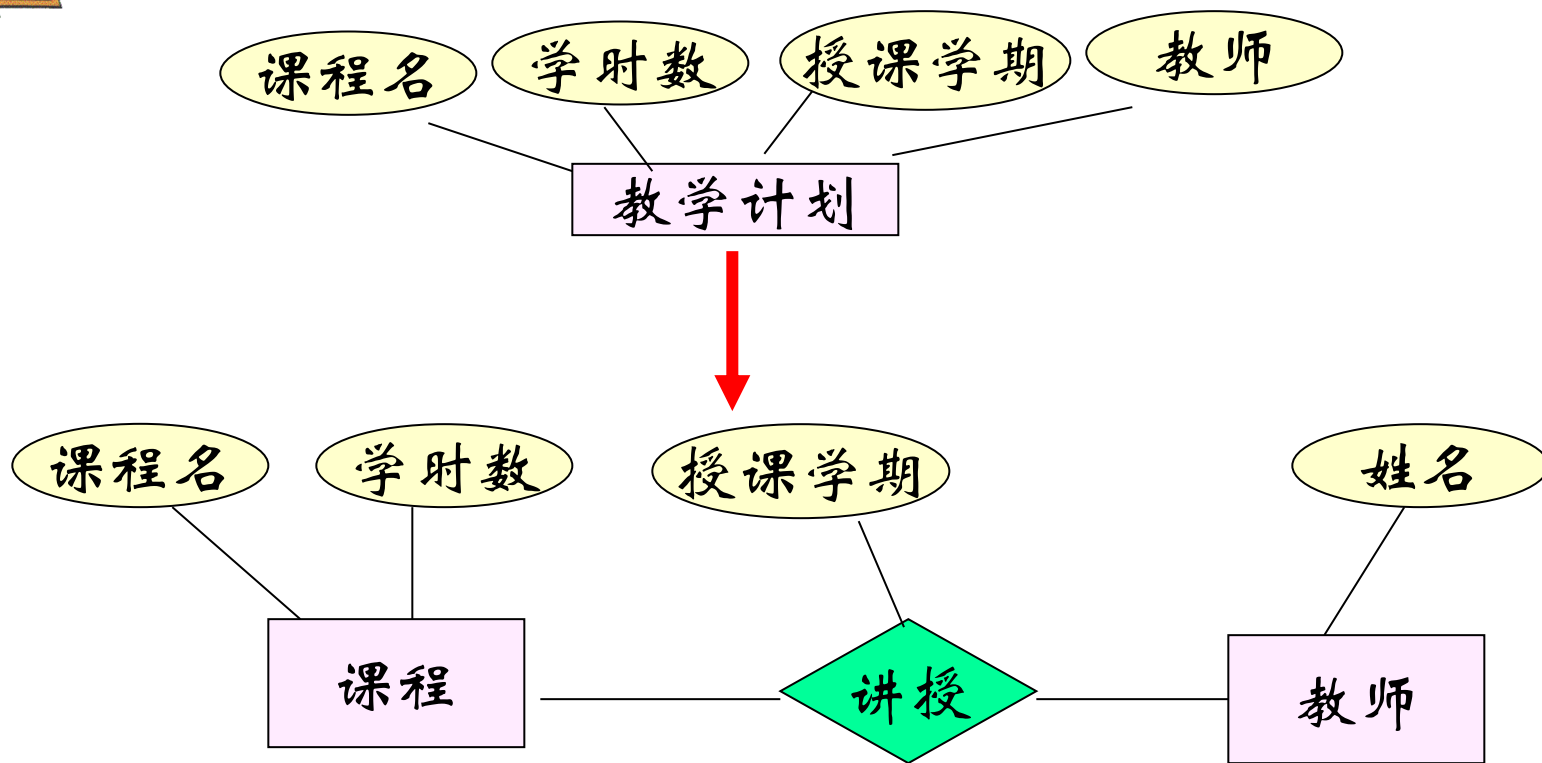 课程名 学时数 授课学期 教师
教学计划
课程名 学时数 授课学期 姓名
课程 讲授 教师